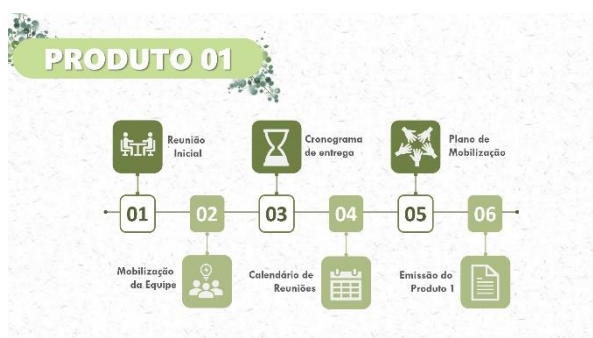 PRODUTO 01
Reunião
Inicial
Cronograma
de entrega
Plano de
Mobilização
01
02
03
04
05
06
Mobilização
da Equipe
Calendário de
Reuniões
Emissão do
Produto 1